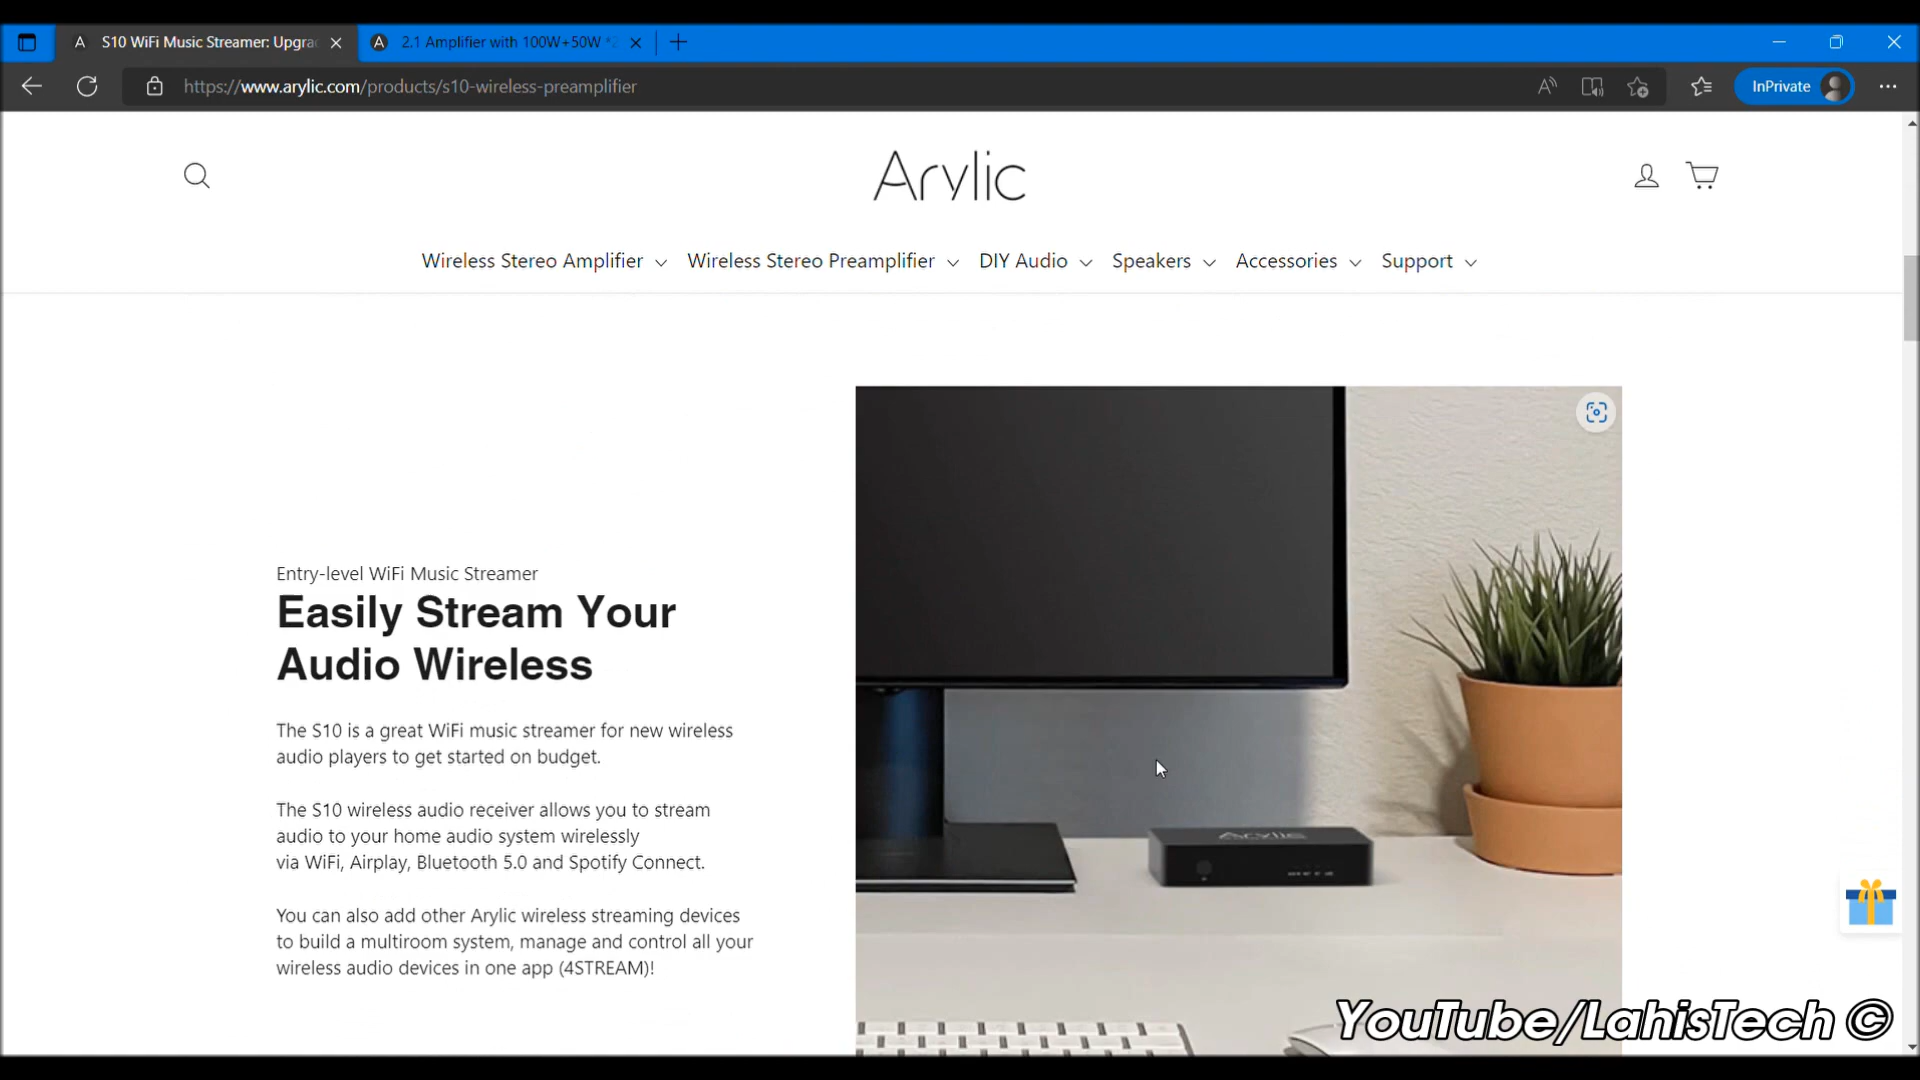 S10 WiFi Music Streamer: Upgra
2.1 Amplifier with 100W+50W *2
https://www.arylic.com/products/s10-wireless-preamplifier
InPrivate
Arylic
Wireless Stereo Amplifier
Wireless Stereo Preamplifier
DIY Audio
Speakers
Accessories
Support
Entry-level WiFi Music Streamer
Easily Stream Your
Audio Wireless
The S10 is a great WiFi music streamer for new wireless
audio players to get started on budget.
The S10 wireless audio receiver allows you to stream
audio to your home audio system wirelessly
via WiFi, Airplay, Bluetooth 5.0 and Spotify Connect.
You can also add other Arylic wireless streaming devices
to build a multiroom system, manage and control all your
wireless audio devices in one app (4STREAM)!
Arylic
YouTube/LahisTech ©